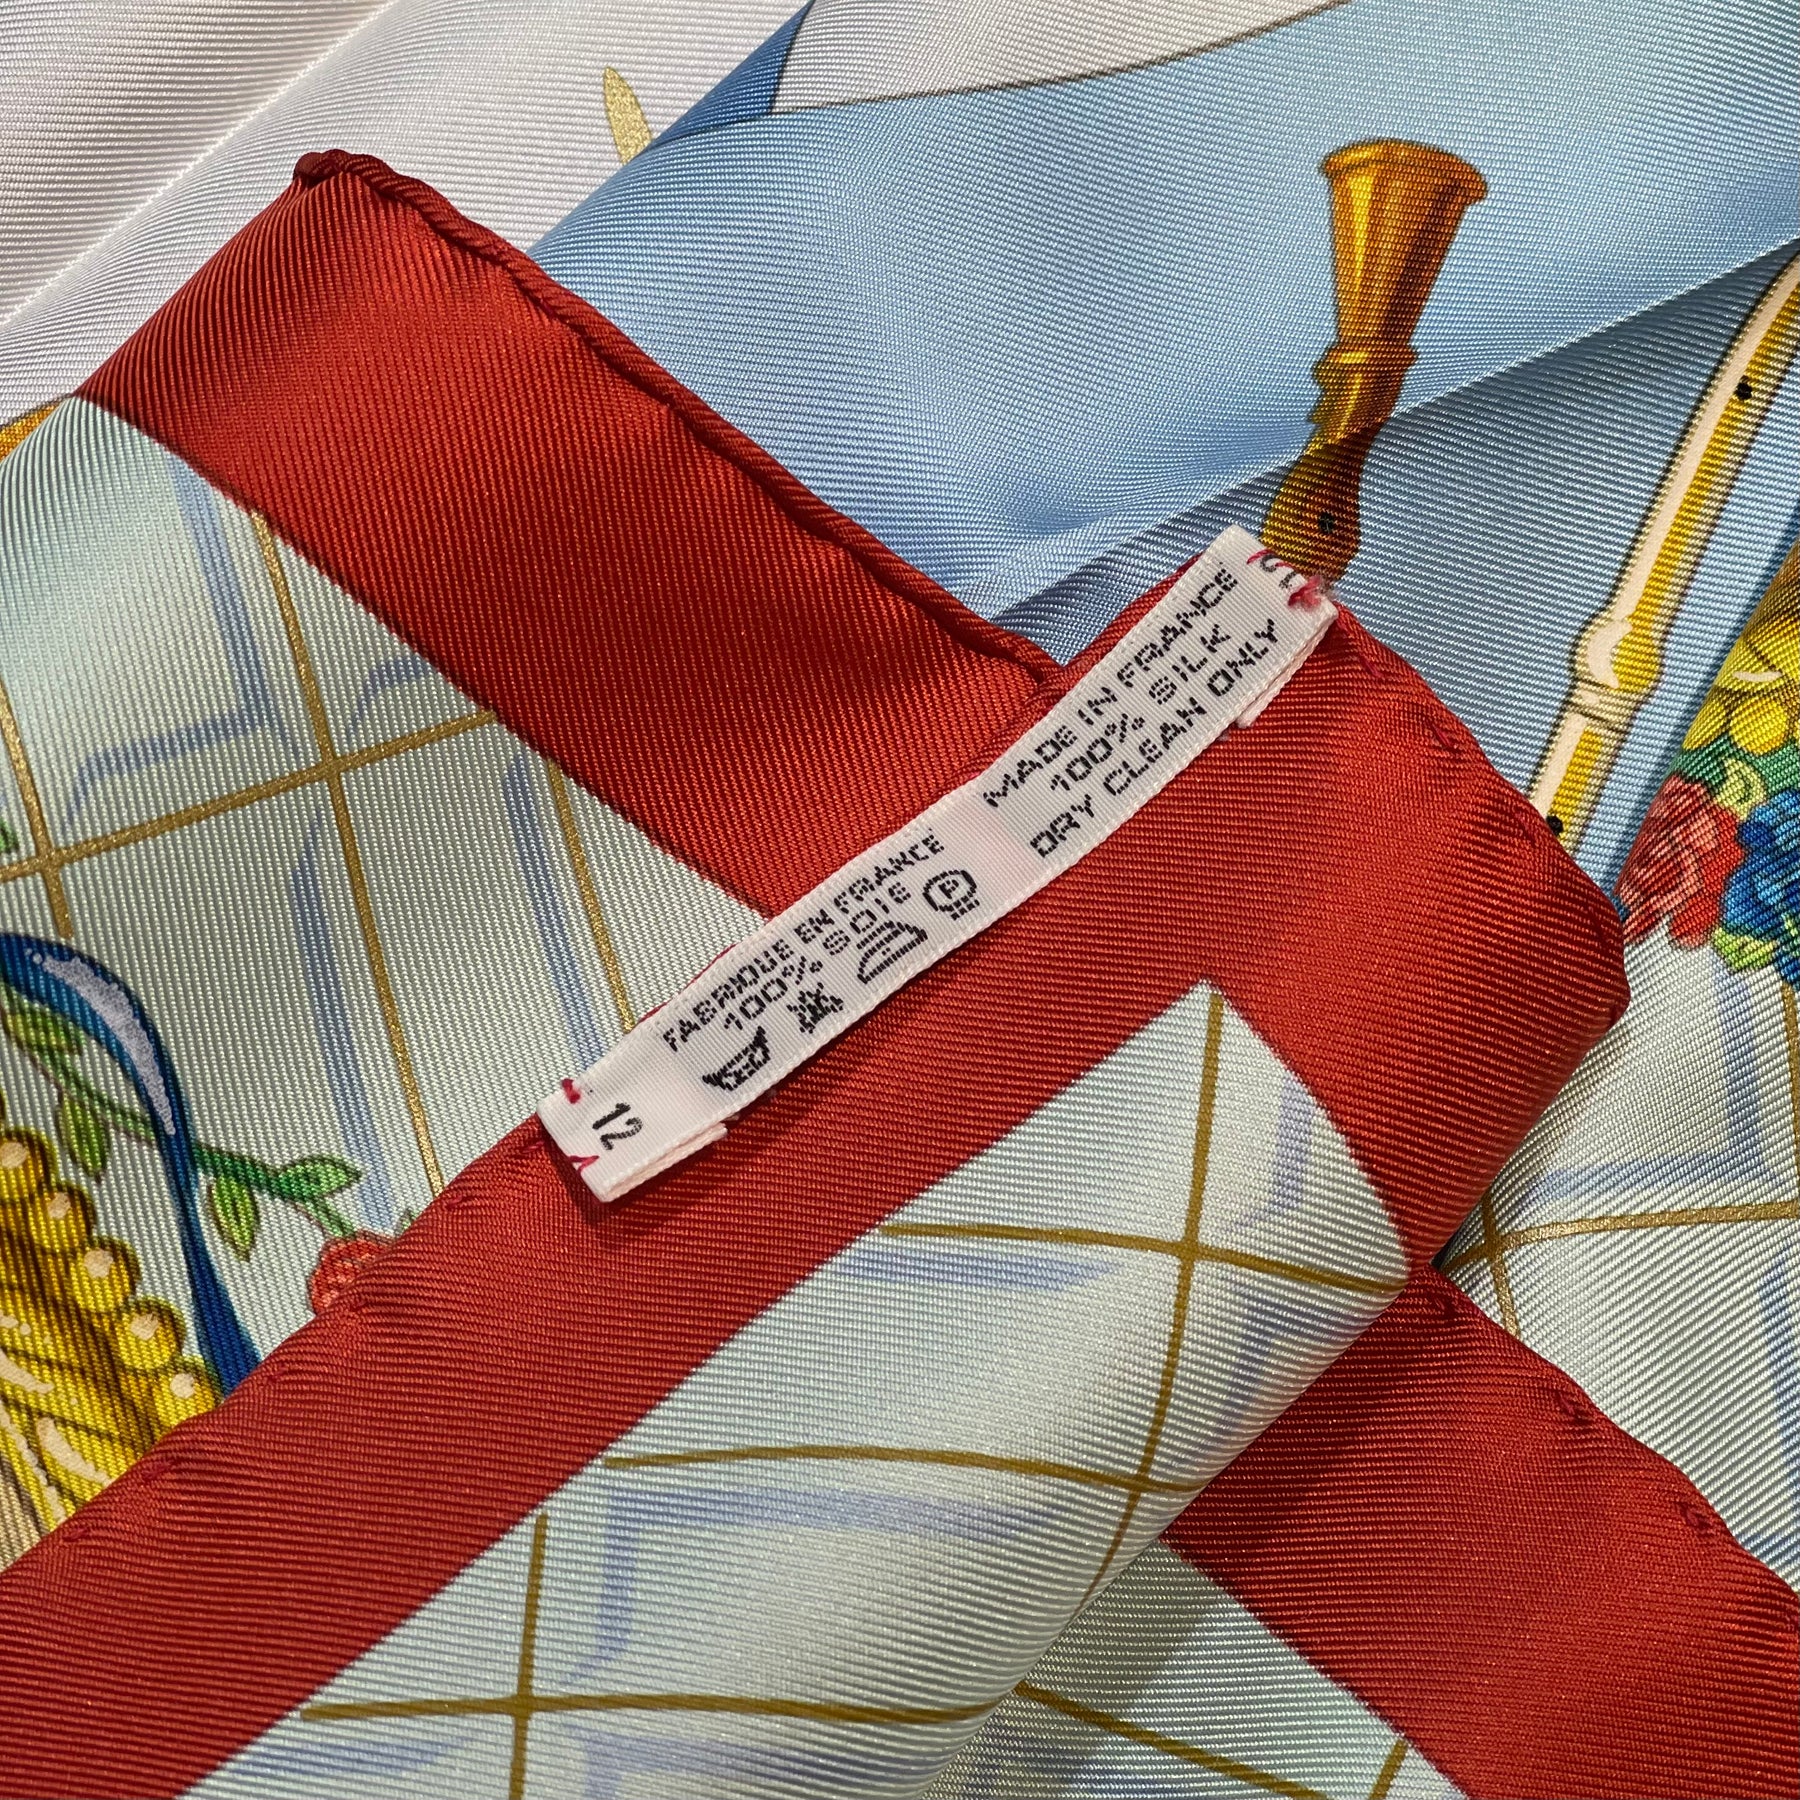 FABRIQUE EN FRANCE
100% SOIE
P
12
MADE IN FRANCE
100% SILK
DRY CLEAN ONLY